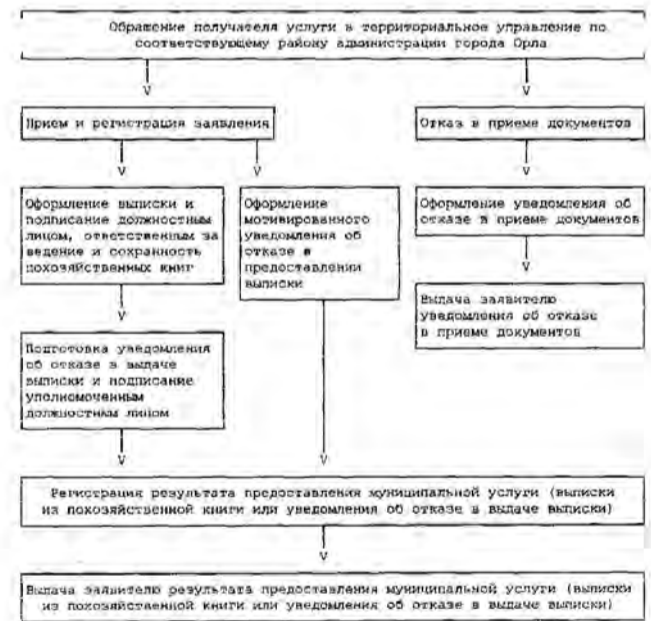 Обращение получателя услуги в территориальное управление по
соответствующему району администрации города Орла
V
V
Прием и регистрация заявления
Отказ в приеме документов
V
V
V
Оформление выписки и
подписание должностным
лицом, ответственным за
ведение и сохранность
похозяйственных книг
Оформление
мотивированного
уведомления об
отказе в
предоставлении
выписки
Оформление уведомления об
отказе в приеме документов
V
Выдача заявителю
уведомления об отказе
в приеме документов
V
Подготовка уведомления
об отказе в выдаче
выписки и подписание
уполномоченным
должностным лицом
V
V
Регистрация результата предоставления муниципальной услуги (выписки
из похозяйственной книги или уведомления об отказе в выдаче выписки)
V
Выдача заявителю результата предоставления муниципальной услуги (выписки
из похозяйственной книги или уведомления об отказе в выдаче выписки)